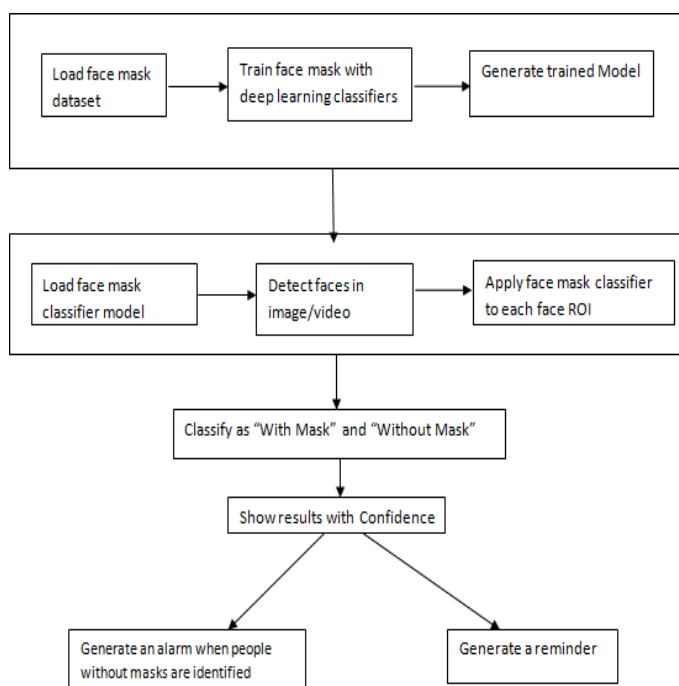 Load face mask
dataset
Train face mask with
deep learning classifiers
Generate trained Model
Load face mask
classifier model
Detect faces in
image/video
Apply face mask classifier
to each face ROI
Classify as “With Mask” and “Without Mask”
Show results with Confidence
Generate an alarm when people
without masks are identified
Generate a reminder